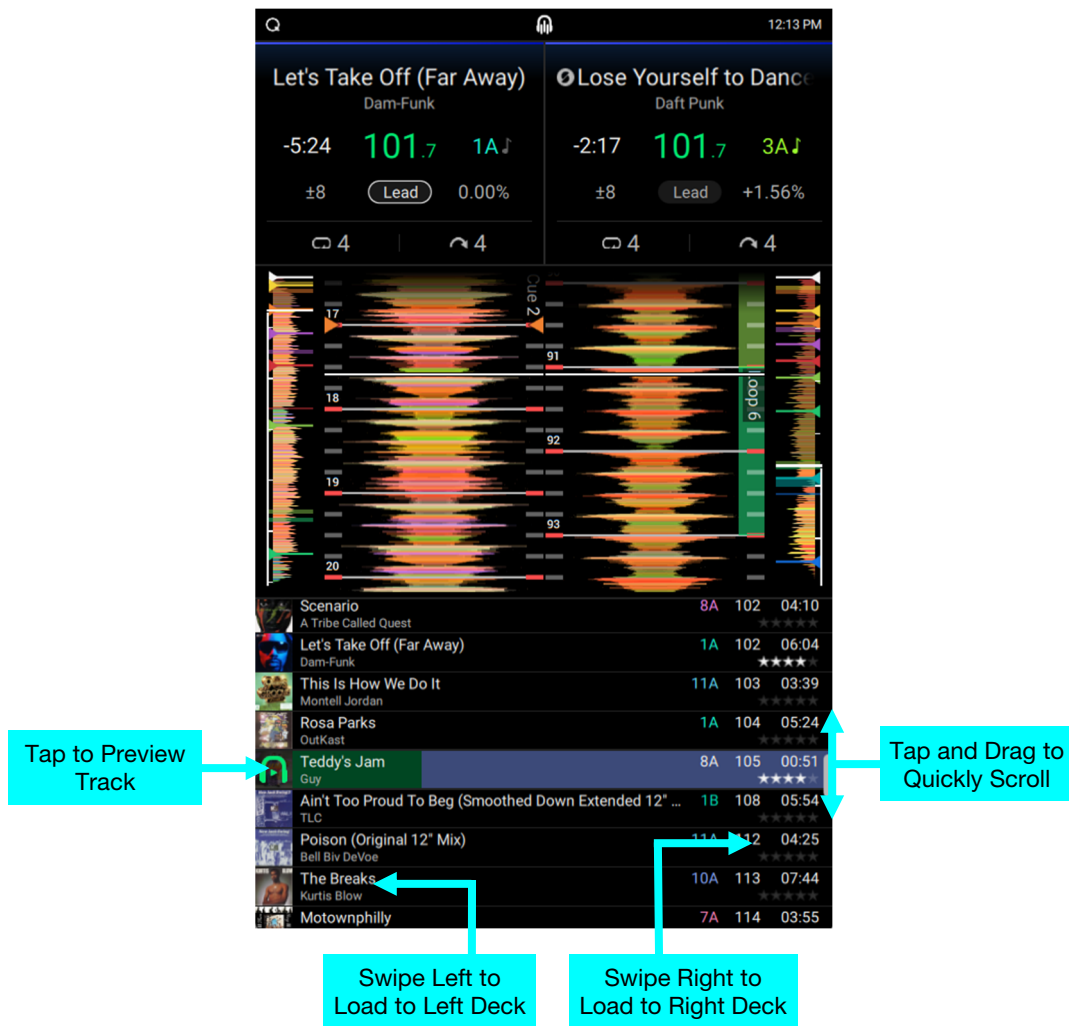 12:13 PM
Let's Take Off (Far Away)
Dam-Funk
-5:24 101.7 1A
±8 Lead 0.00%
4 4
Lose Yourself to Dance
Daft Punk
-2:17 101.7 3A
±8 Lead +1.56%
4 4
Cue 2
17
18
19
20
91
92
93
Loop 6
Scenario 8A 102 04:10
A Tribe Called Quest ★★★★★
Let's Take Off (Far Away) 1A 102 06:04
Dam-Funk ★★★★★
This Is How We Do It 11A 103 03:39
Montell Jordan ★★★★★
Rosa Parks 1A 104 05:24
OutKast ★★★★★
Teddy's Jam 8A 105 00:51
Guy ★★★★★
Ain't Too Proud To Beg (Smoothed Down Extended 12" ... 1B 108 05:54
TLC ★★★★★
Poison (Original 12" Mix) 11A 112 04:25
Bell Biv DeVoe ★★★★★
The Breaks 10A 113 07:44
Kurtis Blow ★★★★★
Motownphilly 7A 114 03:55
Tap to Preview
Track
Tap and Drag to
Quickly Scroll
Swipe Left to
Load to Left Deck
Swipe Right to
Load to Right Deck